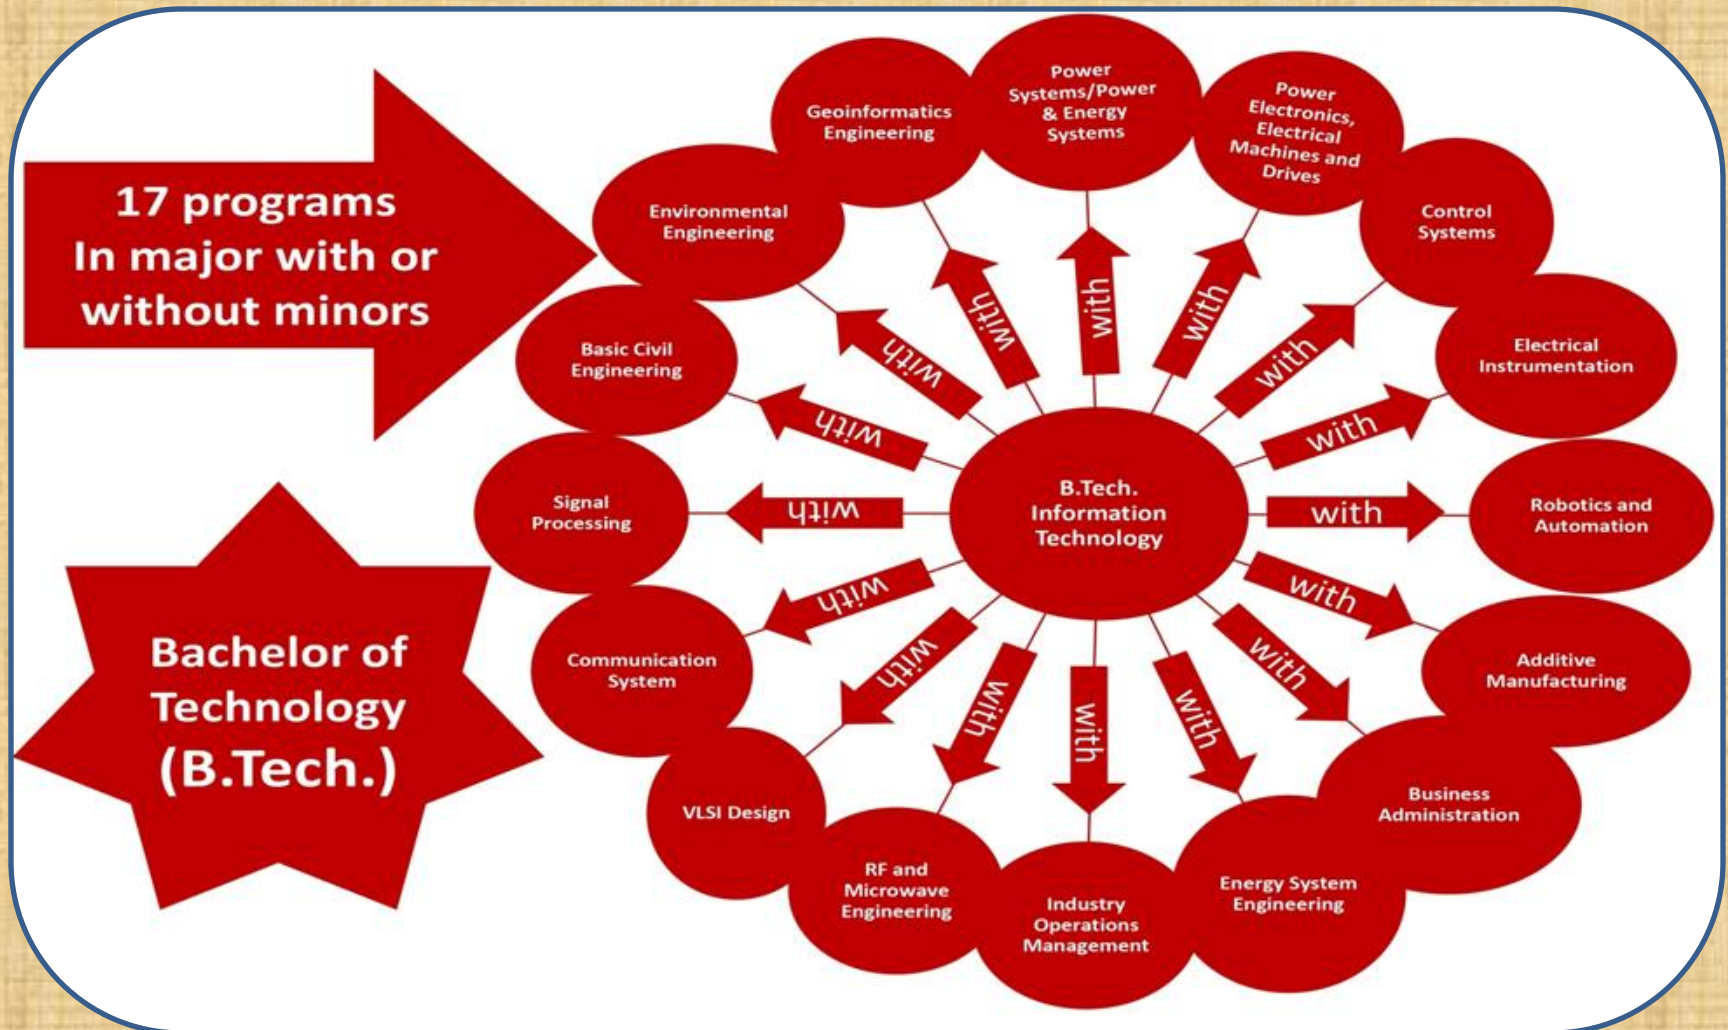 17 programs
In major with or
without minors
Bachelor of
Technology
(B.Tech.)
B.Tech.
Information
Technology
Power
Systems/Power
& Energy
Systems
with
Power
Electronics,
Electrical
Machines and
Drives
with
Control
Systems
with
Electrical
Instrumentation
with
Robotics and
Automation
with
Additive
Manufacturing
with
Business
Administration
with
Energy System
Engineering
with
Industry
Operations
Management
with
RF and
Microwave
Engineering
with
VLSI Design
with
Communication
System
with
Signal
Processing
with
Basic Civil
Engineering
with
Environmental
Engineering
with
Geoinformatics
Engineering
with